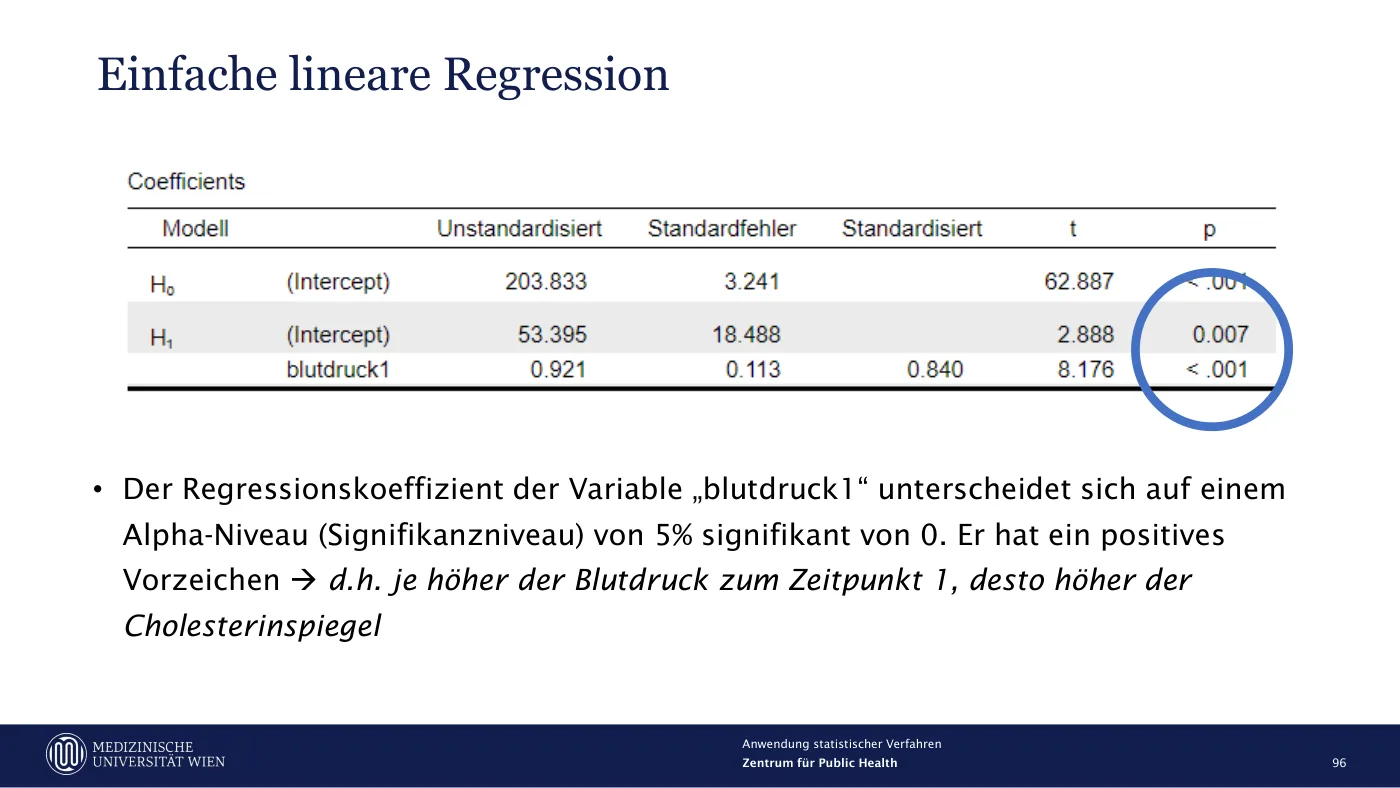 Einfache lineare Regression
Coefficients
Modell Unstandardisiert Standardfehler Standardisiert t p
H₀ (Intercept) 203.833 3.241 62.887 < .001
H₁ (Intercept) 53.395 18.488 2.888 0.007
blutdruck1 0.921 0.113 0.840 8.176 < .001
• Der Regressionskoeffizient der Variable „blutdruck1“ unterscheidet sich auf einem
Alpha-Niveau (Signifikanzniveau) von 5% signifikant von 0. Er hat ein positives
Vorzeichen → d.h. je höher der Blutdruck zum Zeitpunkt 1, desto höher der
Cholesterinspiegel
MEDIZINISCHE
UNIVERSITÄT WIEN
Anwendung statistischer Verfahren
Zentrum für Public Health
96